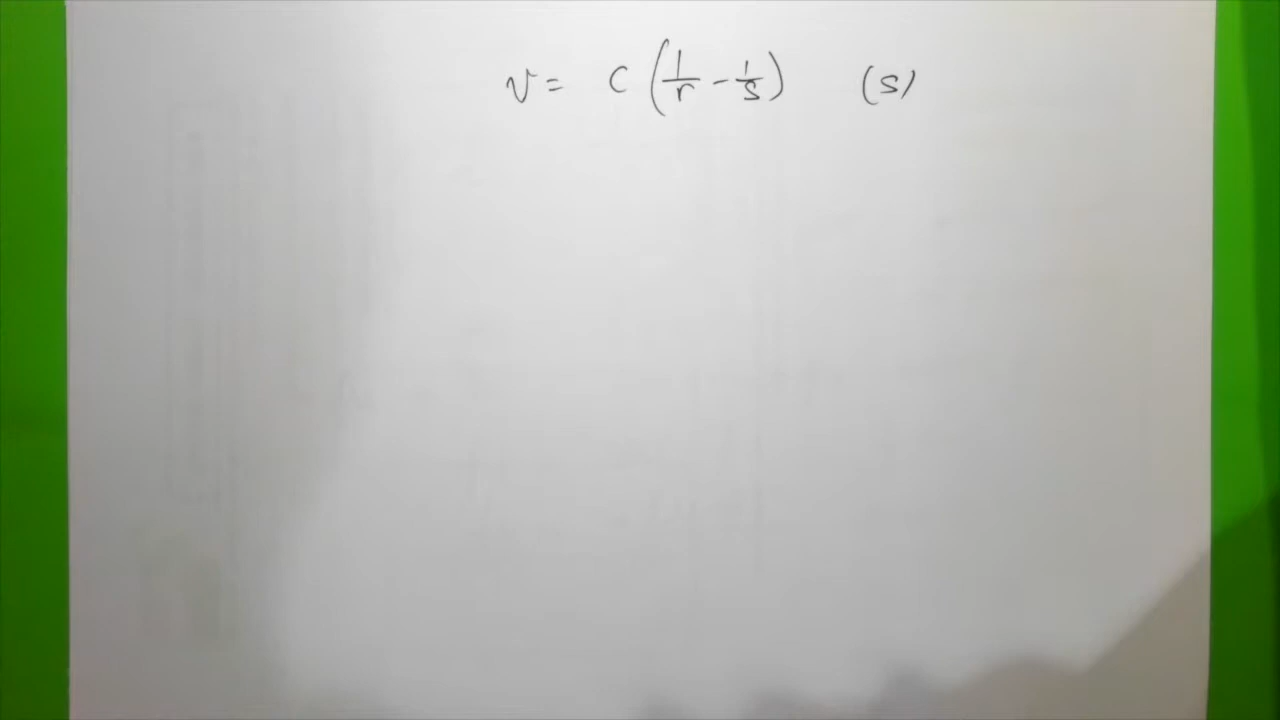 v = c (1/r - 1/s) (s)